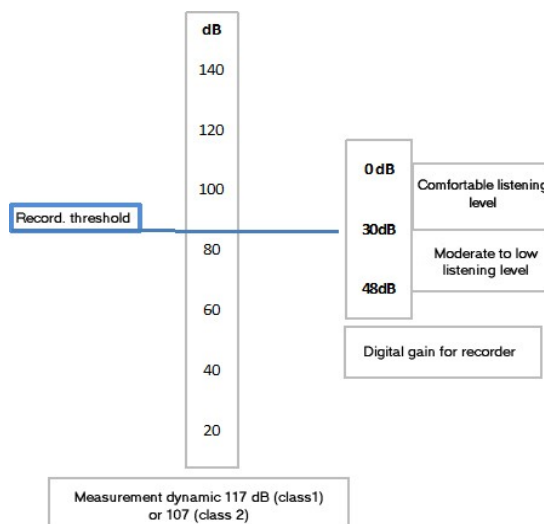 dB
140
120
100
80
60
40
20
Record. threshold
0 dB
30dB
48dB
Comfortable listening
level
Moderate to low
listening level
Digital gain for recorder
Measurement dynamic 117 dB (class1)
or 107 (class 2)